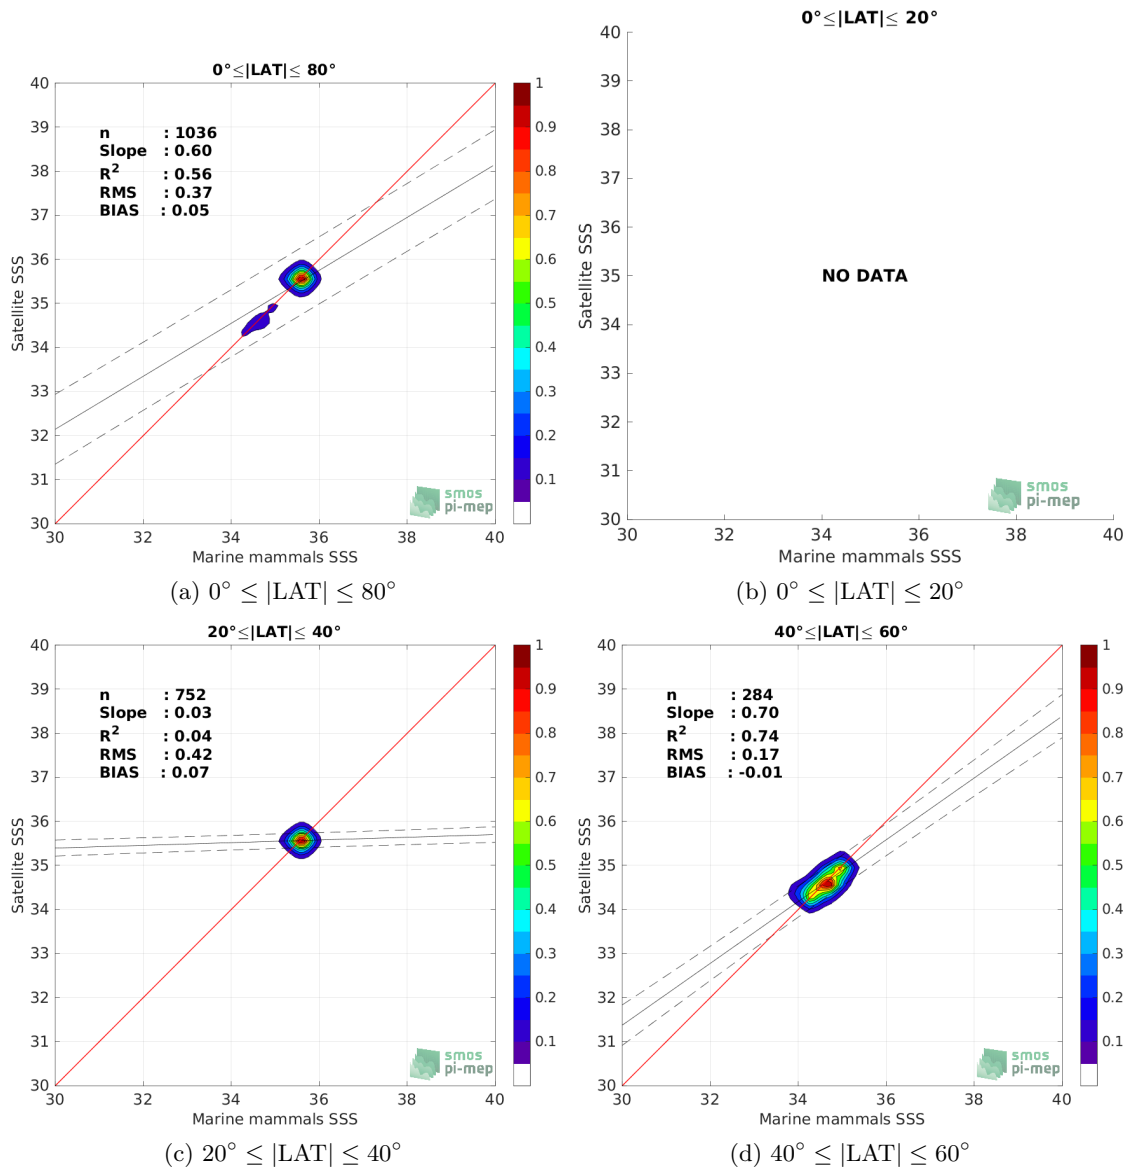 0°≤|LAT|≤ 80°
n : 1036
Slope : 0.60
R² : 0.56
RMS : 0.37
BIAS : 0.05
40
39
38
37
36
35
34
33
32
31
30
Satellite SSS
30 32 34 36 38 40
Marine mammals SSS
1
0.9
0.8
0.7
0.6
0.5
0.4
0.3
0.2
0.1
smos
pi-mep
(a) 0° ≤ |LAT| ≤ 80°
0°≤|LAT|≤ 20°
40
39
38
37
36
35
34
33
32
31
30
Satellite SSS
NO DATA
smos
pi-mep
30 32 34 36 38 40
Marine mammals SSS
(b) 0° ≤ |LAT| ≤ 20°
20°≤|LAT|≤ 40°
n : 752
Slope : 0.03
R² : 0.04
RMS : 0.42
BIAS : 0.07
40
39
38
37
36
35
34
33
32
31
30
Satellite SSS
30 32 34 36 38 40
Marine mammals SSS
1
0.9
0.8
0.7
0.6
0.5
0.4
0.3
0.2
0.1
smos
pi-mep
(c) 20° ≤ |LAT| ≤ 40°
40°≤|LAT|≤ 60°
n : 284
Slope : 0.70
R² : 0.74
RMS : 0.17
BIAS : -0.01
40
39
38
37
36
35
34
33
32
31
30
Satellite SSS
30 32 34 36 38 40
Marine mammals SSS
1
0.9
0.8
0.7
0.6
0.5
0.4
0.3
0.2
0.1
smos
pi-mep
(d) 40° ≤ |LAT| ≤ 60°